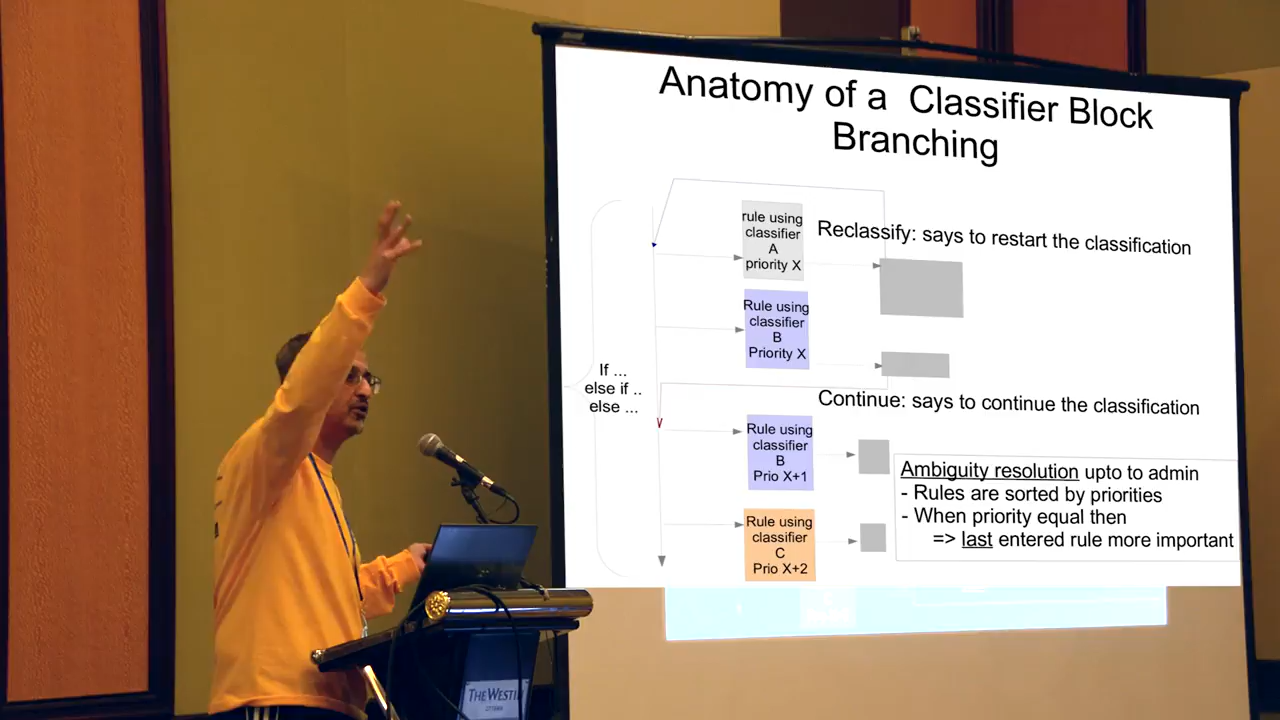 Anatomy of a Classifier Block
Branching
rule using
classifier
A
priority X
Reclassify: says to restart the classification
Rule using
classifier
B
Priority X
If ...
else if ..
else ...
Continue: says to continue the classification
Rule using
classifier
B
Prio X+1
Ambiguity resolution upto to admin
- Rules are sorted by priorities
- When priority equal then
=> last entered rule more important
Rule using
classifier
C
Prio X+2
THE WESTIN
OTTAWA